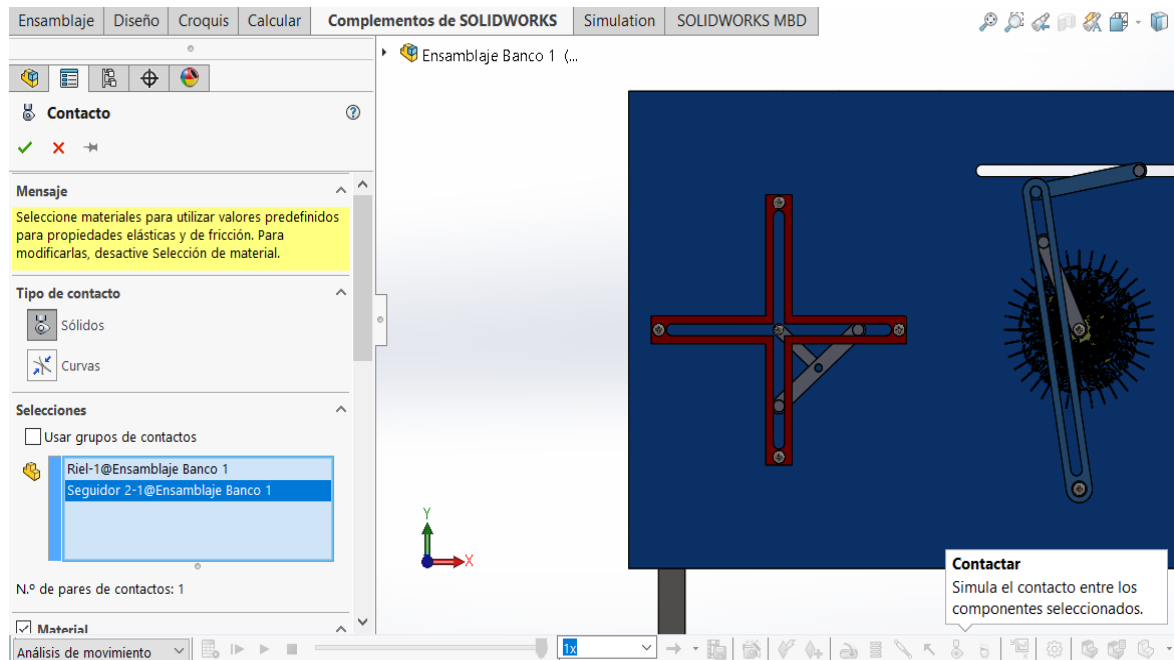 Ensamblaje Diseño Croquis Calcular Complementos de SOLIDWORKS Simulation SOLIDWORKS MBD
Ensamblaje Banco 1 (...
Contacto
Mensaje
Seleccione materiales para utilizar valores predefinidos
para propiedades elásticas y de fricción. Para
modificarlas, desactive Selección de material.
Tipo de contacto
Sólidos
Curvas
Selecciones
Usar grupos de contactos
Riel-1@Ensamblaje Banco 1
Seguidor 2-1@Ensamblaje Banco 1
N.º de pares de contactos: 1
Material
Y
X
Contactar
Simula el contacto entre los
componentes seleccionados.
Análisis de movimiento 1x